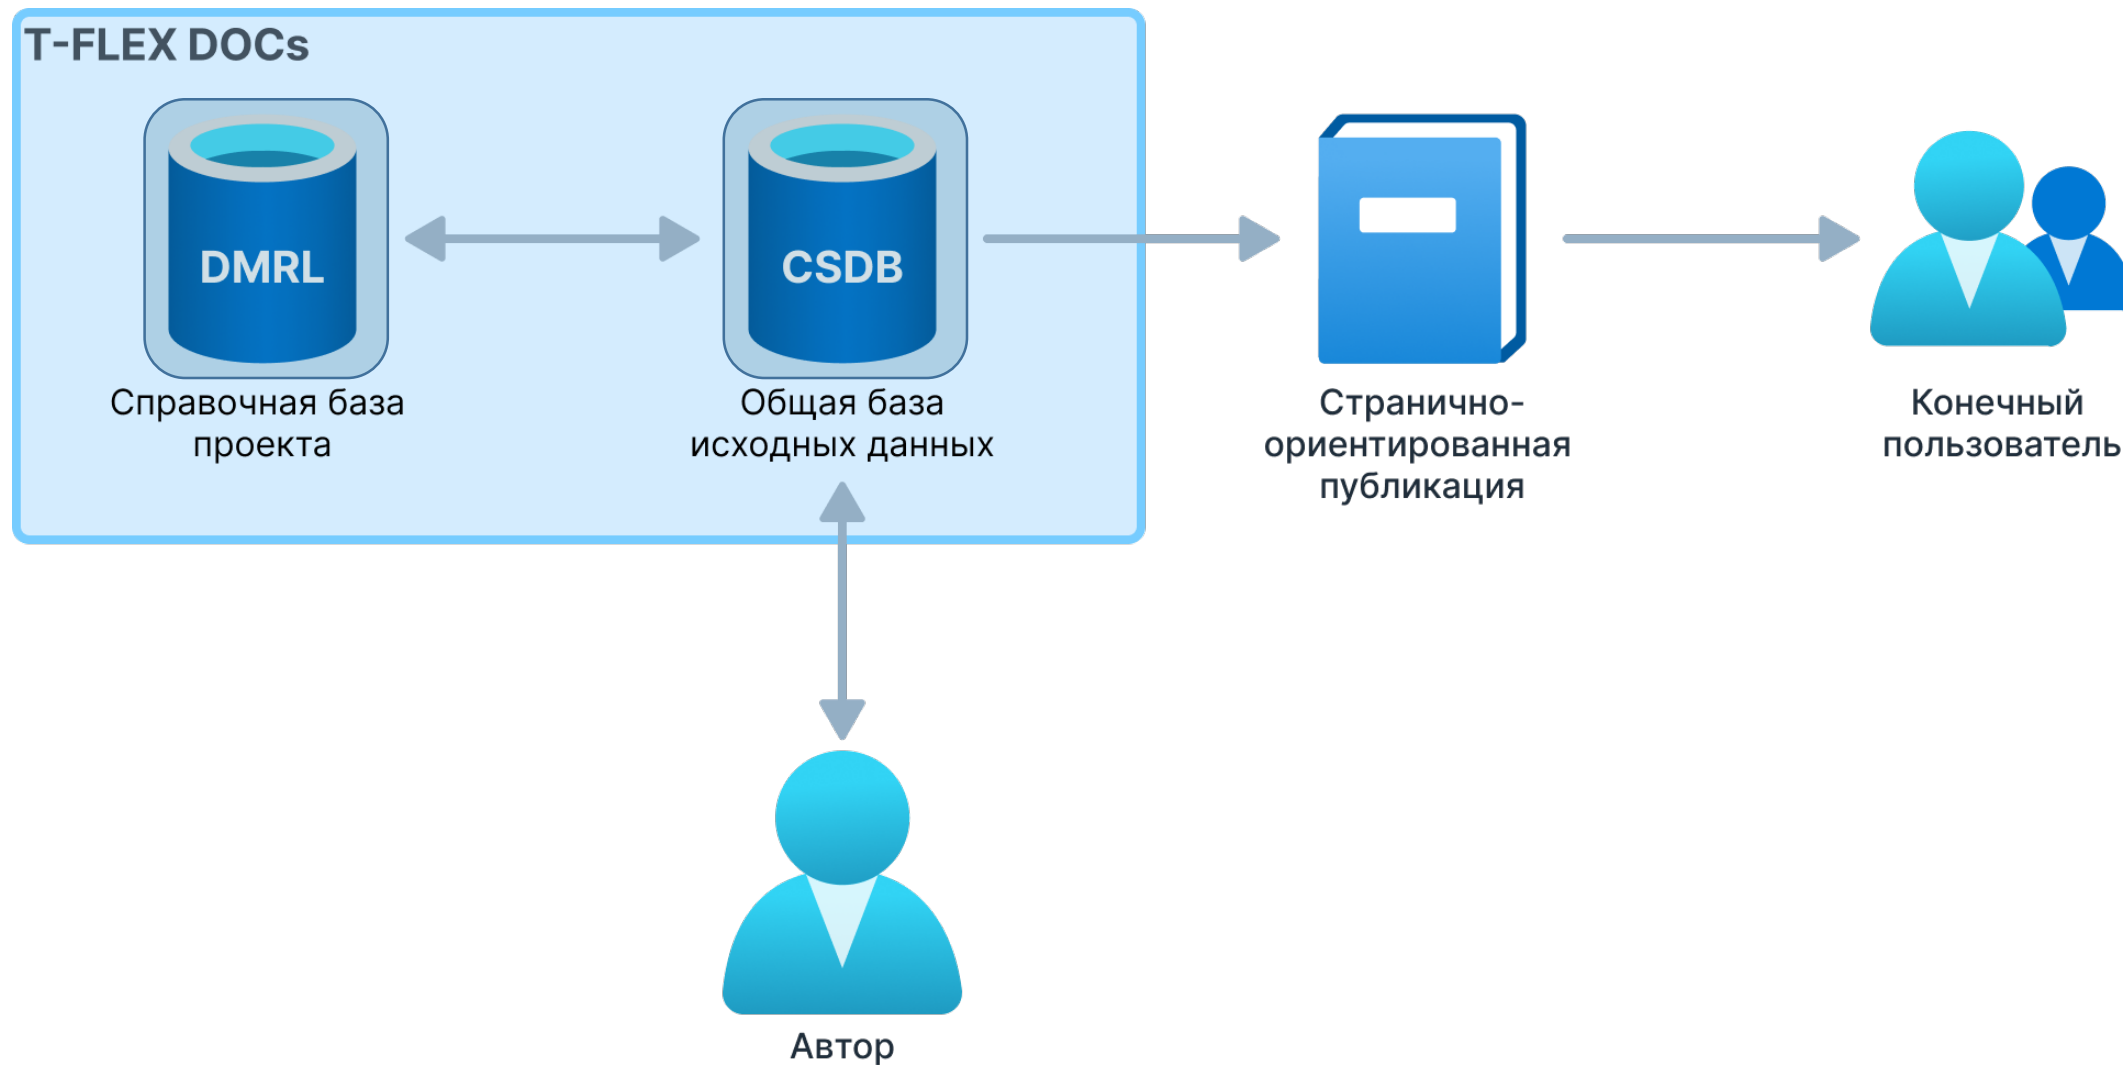 T-FLEX DOCs
DMRL
CSDB
Справочная база
проекта
Общая база
исходных данных
Странично-
ориентированная
публикация
Конечный
пользователь
Автор